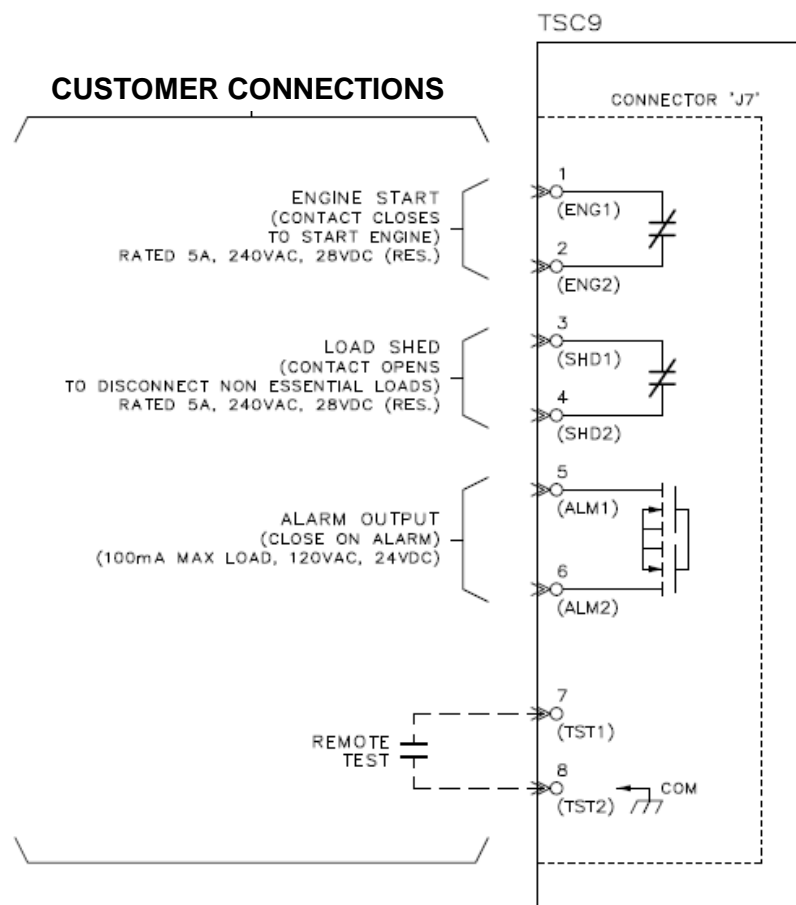 TSC9
CUSTOMER CONNECTIONS
CONNECTOR 'J7'
ENGINE START
(CONTACT CLOSES
TO START ENGINE)
RATED 5A, 240VAC, 28VDC (RES.)
1
(ENG1)
2
(ENG2)
LOAD SHED
(CONTACT OPENS
TO DISCONNECT NON ESSENTIAL LOADS)
RATED 5A, 240VAC, 28VDC (RES.)
3
(SHD1)
4
(SHD2)
ALARM OUTPUT
(CLOSE ON ALARM)
(100mA MAX LOAD, 120VAC, 24VDC)
5
(ALM1)
6
(ALM2)
REMOTE
TEST
7
(TST1)
8
(TST2)
COM